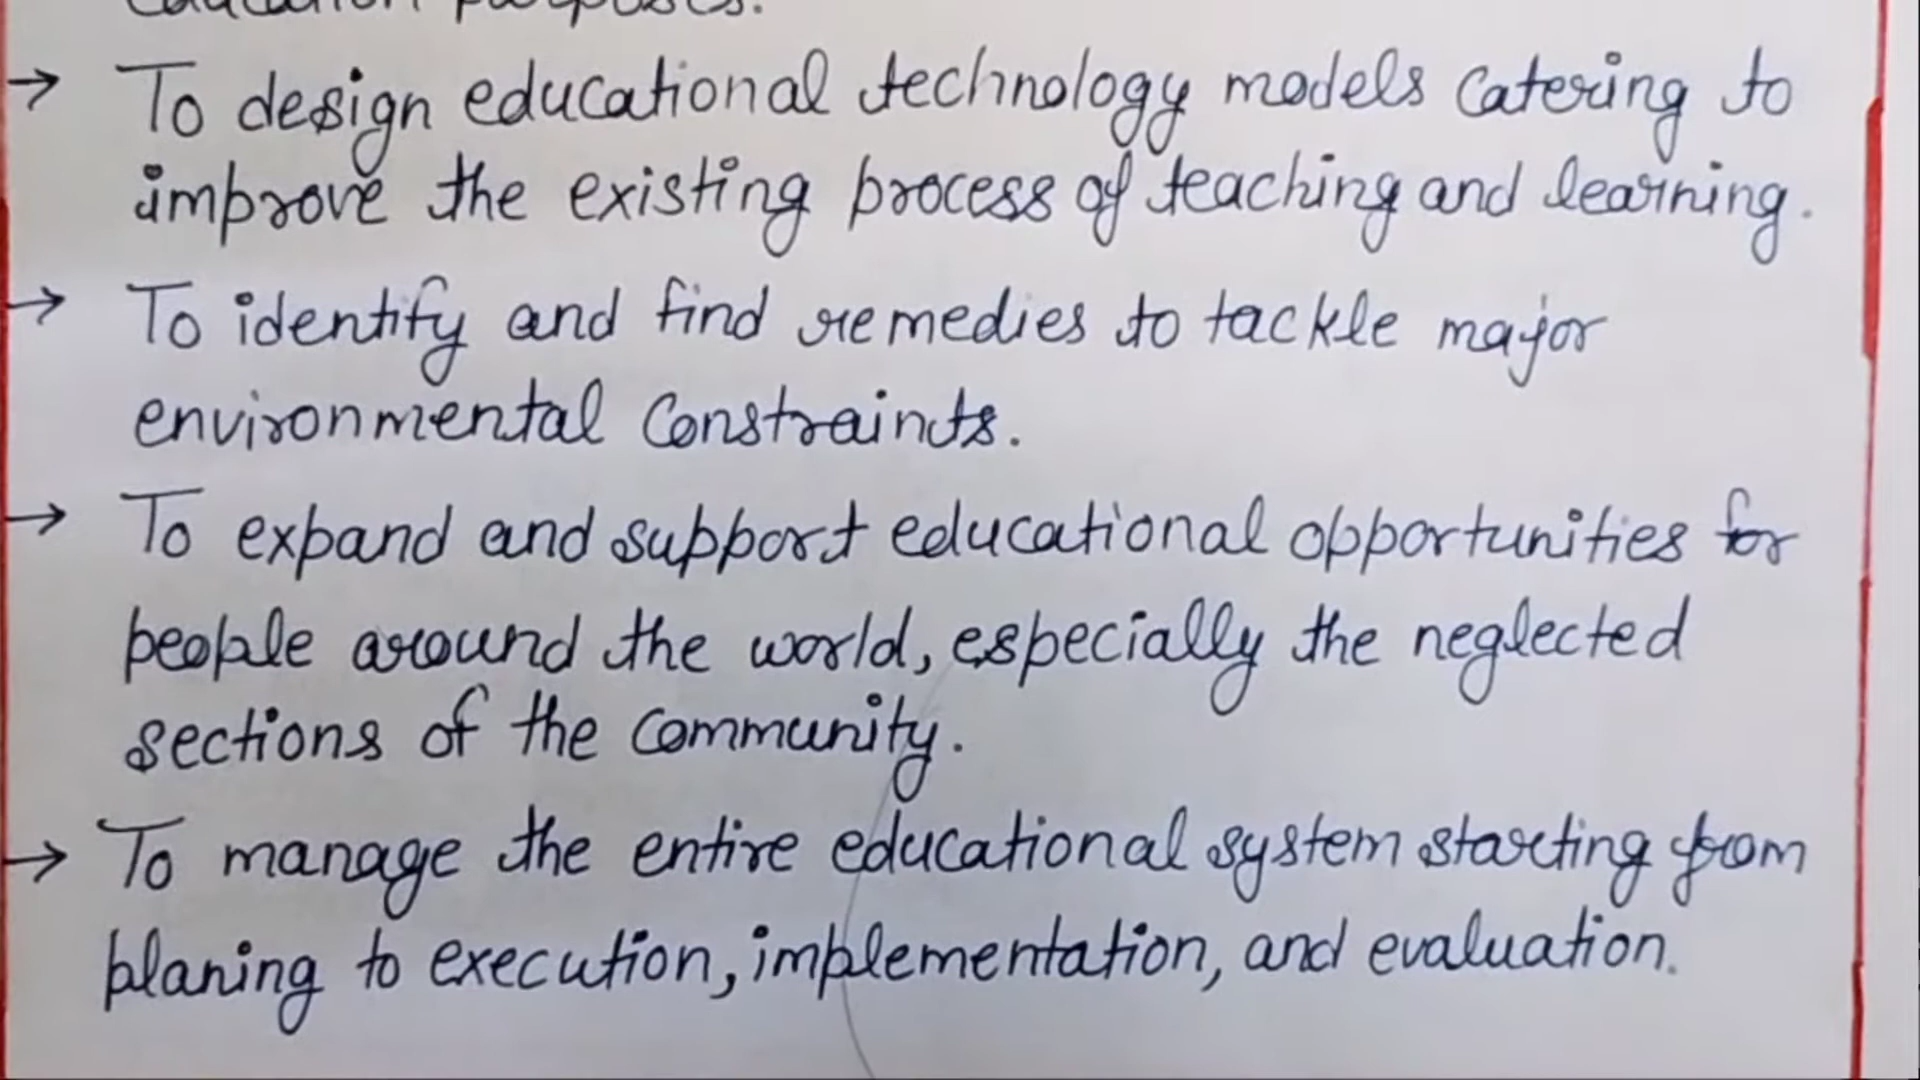 education purposes.
→ To design educational technology models catering to
improve the existing process of teaching and learning.
→ To identify and find remedies to tackle major
environmental constraints.
→ To expand and support educational opportunities for
people around the world, especially the neglected
sections of the community.
→ To manage the entire educational system starting from
planing to execution, implementation, and evaluation.